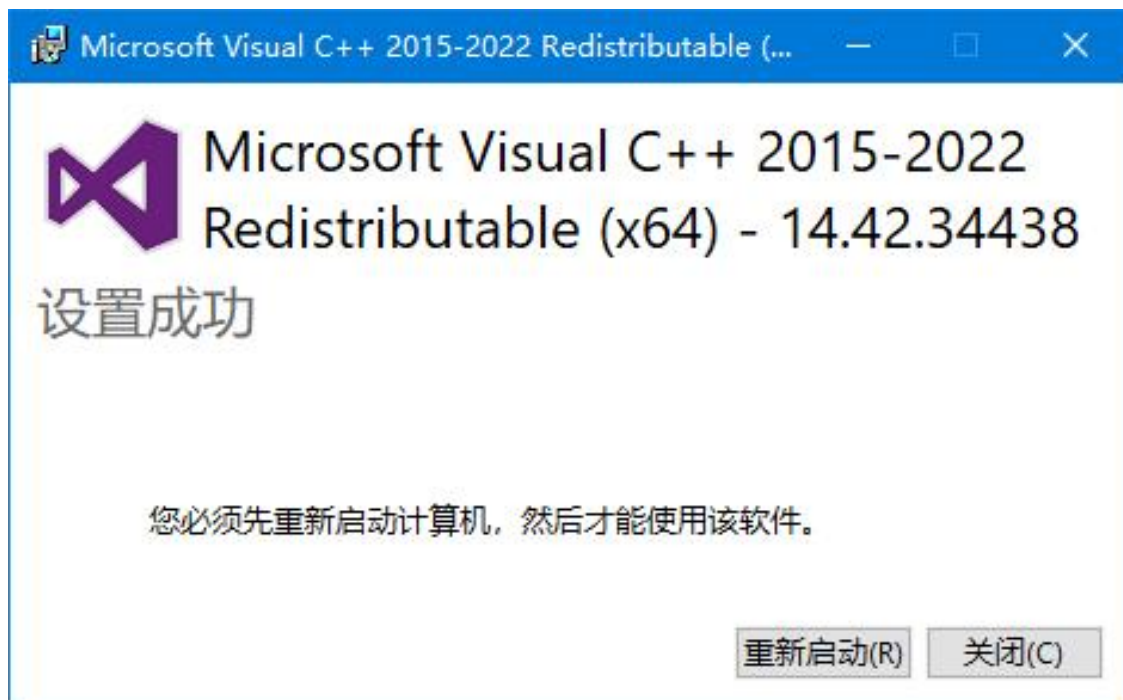 Microsoft Visual C++ 2015-2022 Redistributable (...
Microsoft Visual C++ 2015-2022
Redistributable (x64) - 14.42.34438
设置成功
您必须先重新启动计算机，然后才能使用该软件。
重新启动(R) 关闭(C)